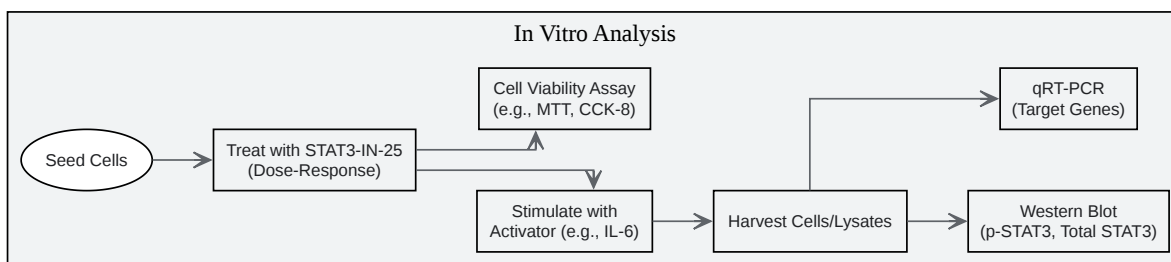 In Vitro Analysis
Cell Viability Assay
(e.g., MTT, CCK-8)
qRT-PCR
(Target Genes)
Seed Cells
Treat with STAT3-IN-25
(Dose-Response)
Stimulate with
Activator (e.g., IL-6)
Harvest Cells/Lysates
Western Blot
(p-STAT3, Total STAT3)